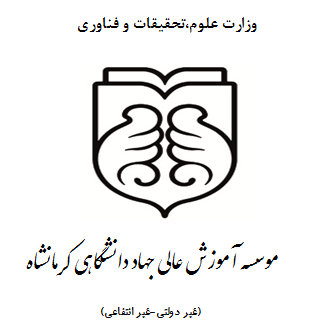 وزارت علوم،تحقیقات و فناوری
موسسه آموزش عالی جهاد دانشگاهی کرمانشاه
(غیر دولتی-غیر انتفاعی)